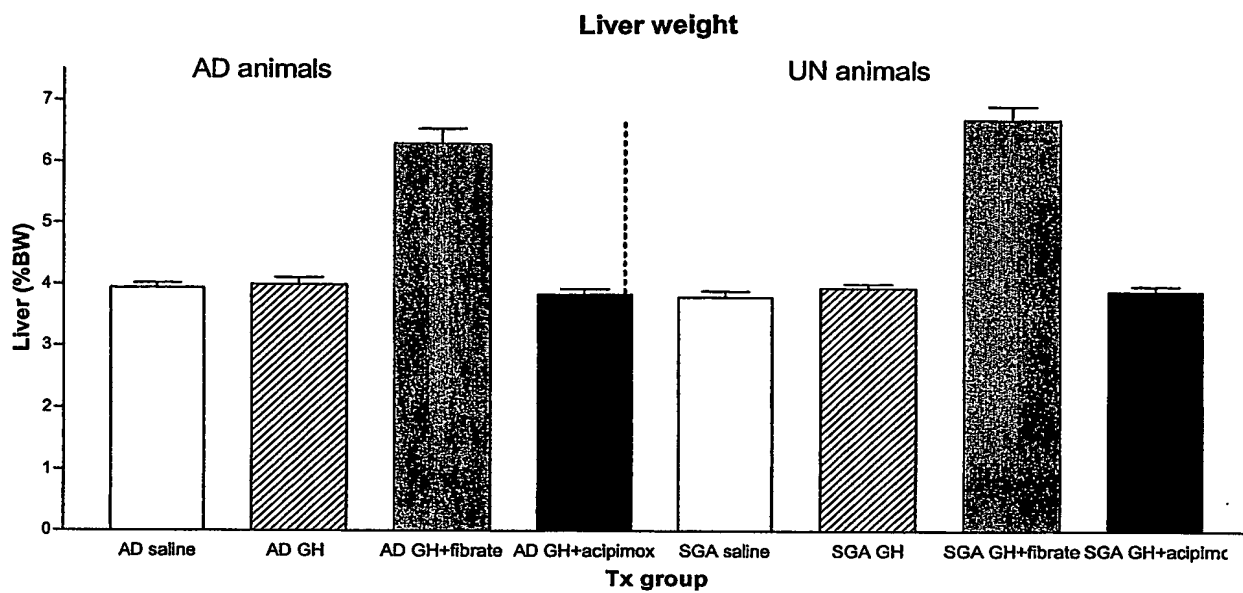 Liver weight
AD animals
UN animals
7
6
5
4
3
2
1
0
Liver (%BW)
AD saline
AD GH
AD GH+fibrate
AD GH+acipimox
SGA saline
SGA GH
SGA GH+fibrate
SGA GH+acipimc
Tx group